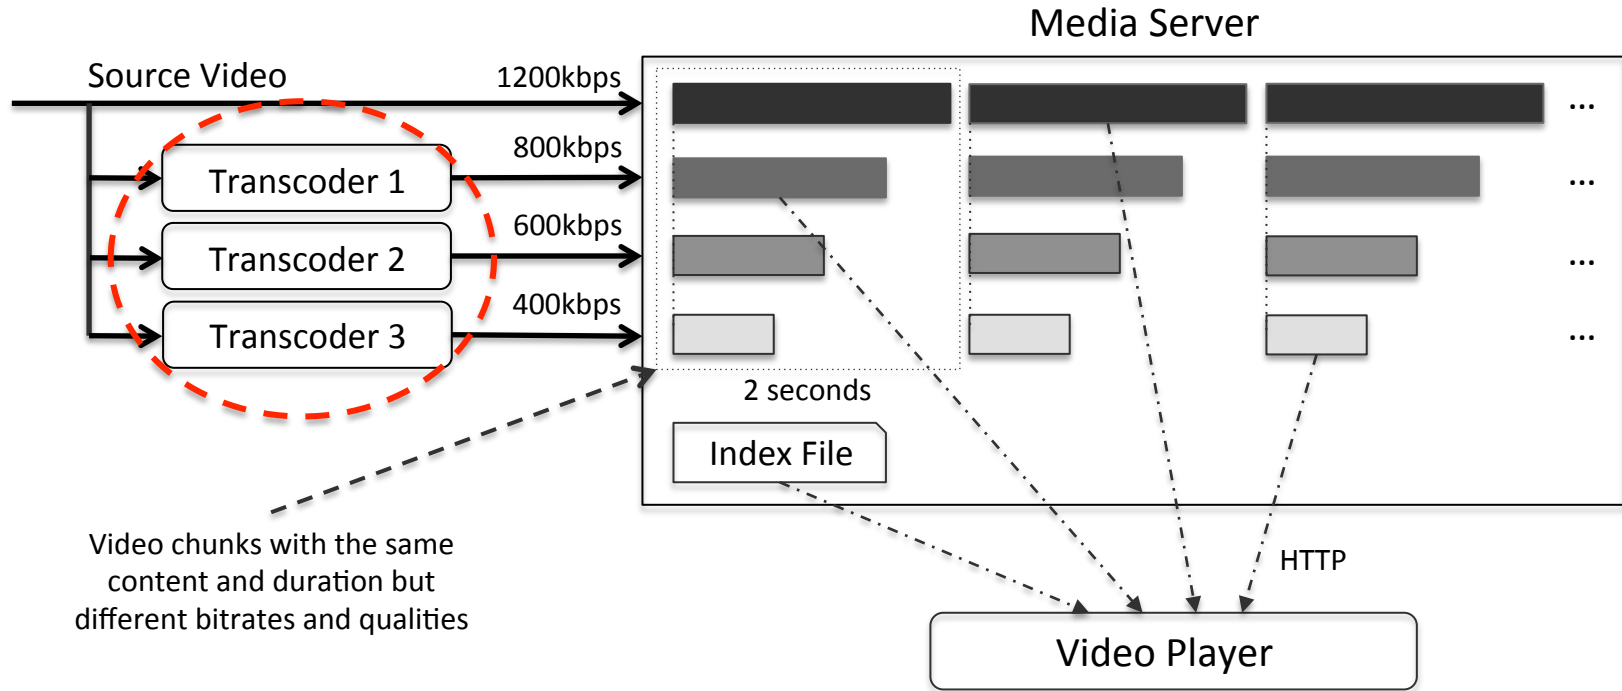 Media Server
Source Video
1200kbps
...
Transcoder 1
800kbps
...
Transcoder 2
600kbps
...
Transcoder 3
400kbps
...
2 seconds
Index File
Video chunks with the same
content and duration but
different bitrates and qualities
HTTP
Video Player